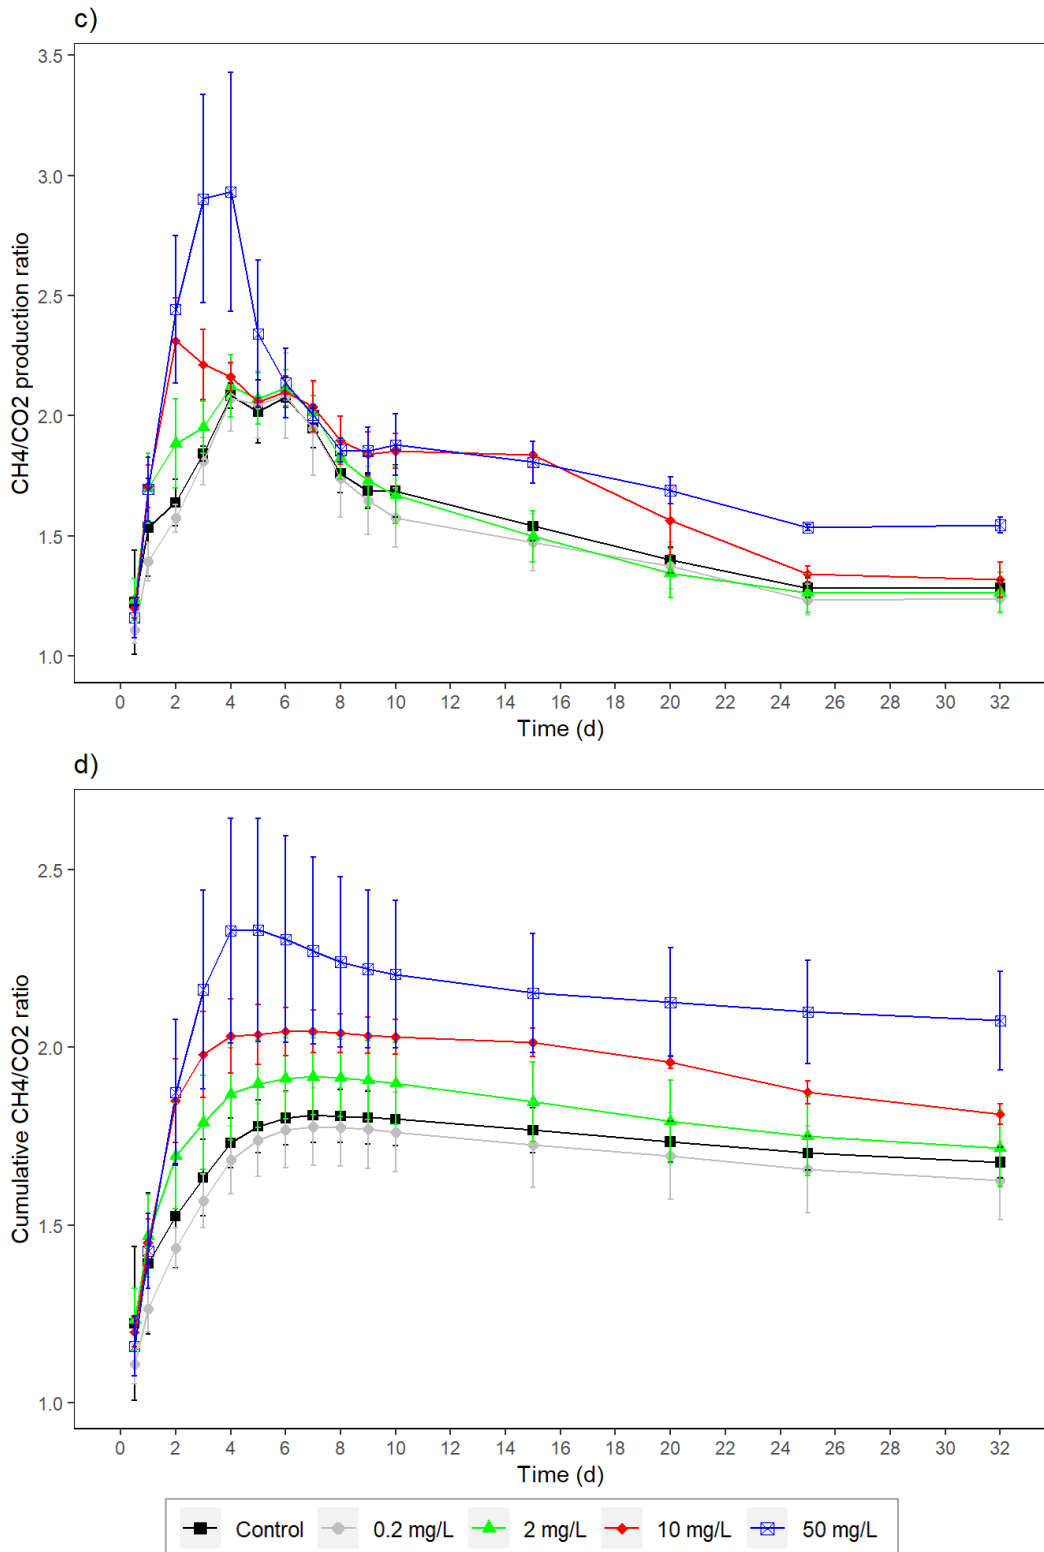 c)
CH4/CO2 production ratio
3.5
3.0
2.5
2.0
1.5
1.0
0 2 4 6 8 10 12 14 16 18 20 22 24 26 28 30 32
Time (d)
d)
Cumulative CH4/CO2 ratio
2.5
2.0
1.5
1.0
0 2 4 6 8 10 12 14 16 18 20 22 24 26 28 30 32
Time (d)
Control 0.2 mg/L 2 mg/L 10 mg/L 50 mg/L